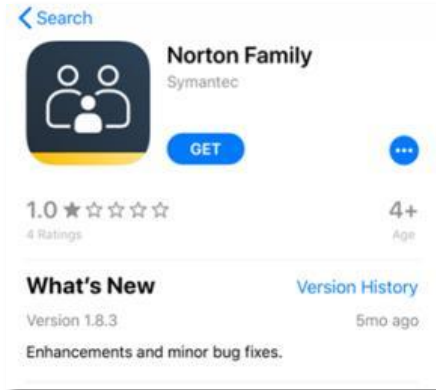 Search
Norton Family
Symantec
GET
1.0 4+
4 Ratings Age
What's New Version History
Version 1.8.3 5mo ago
Enhancements and minor bug fixes.